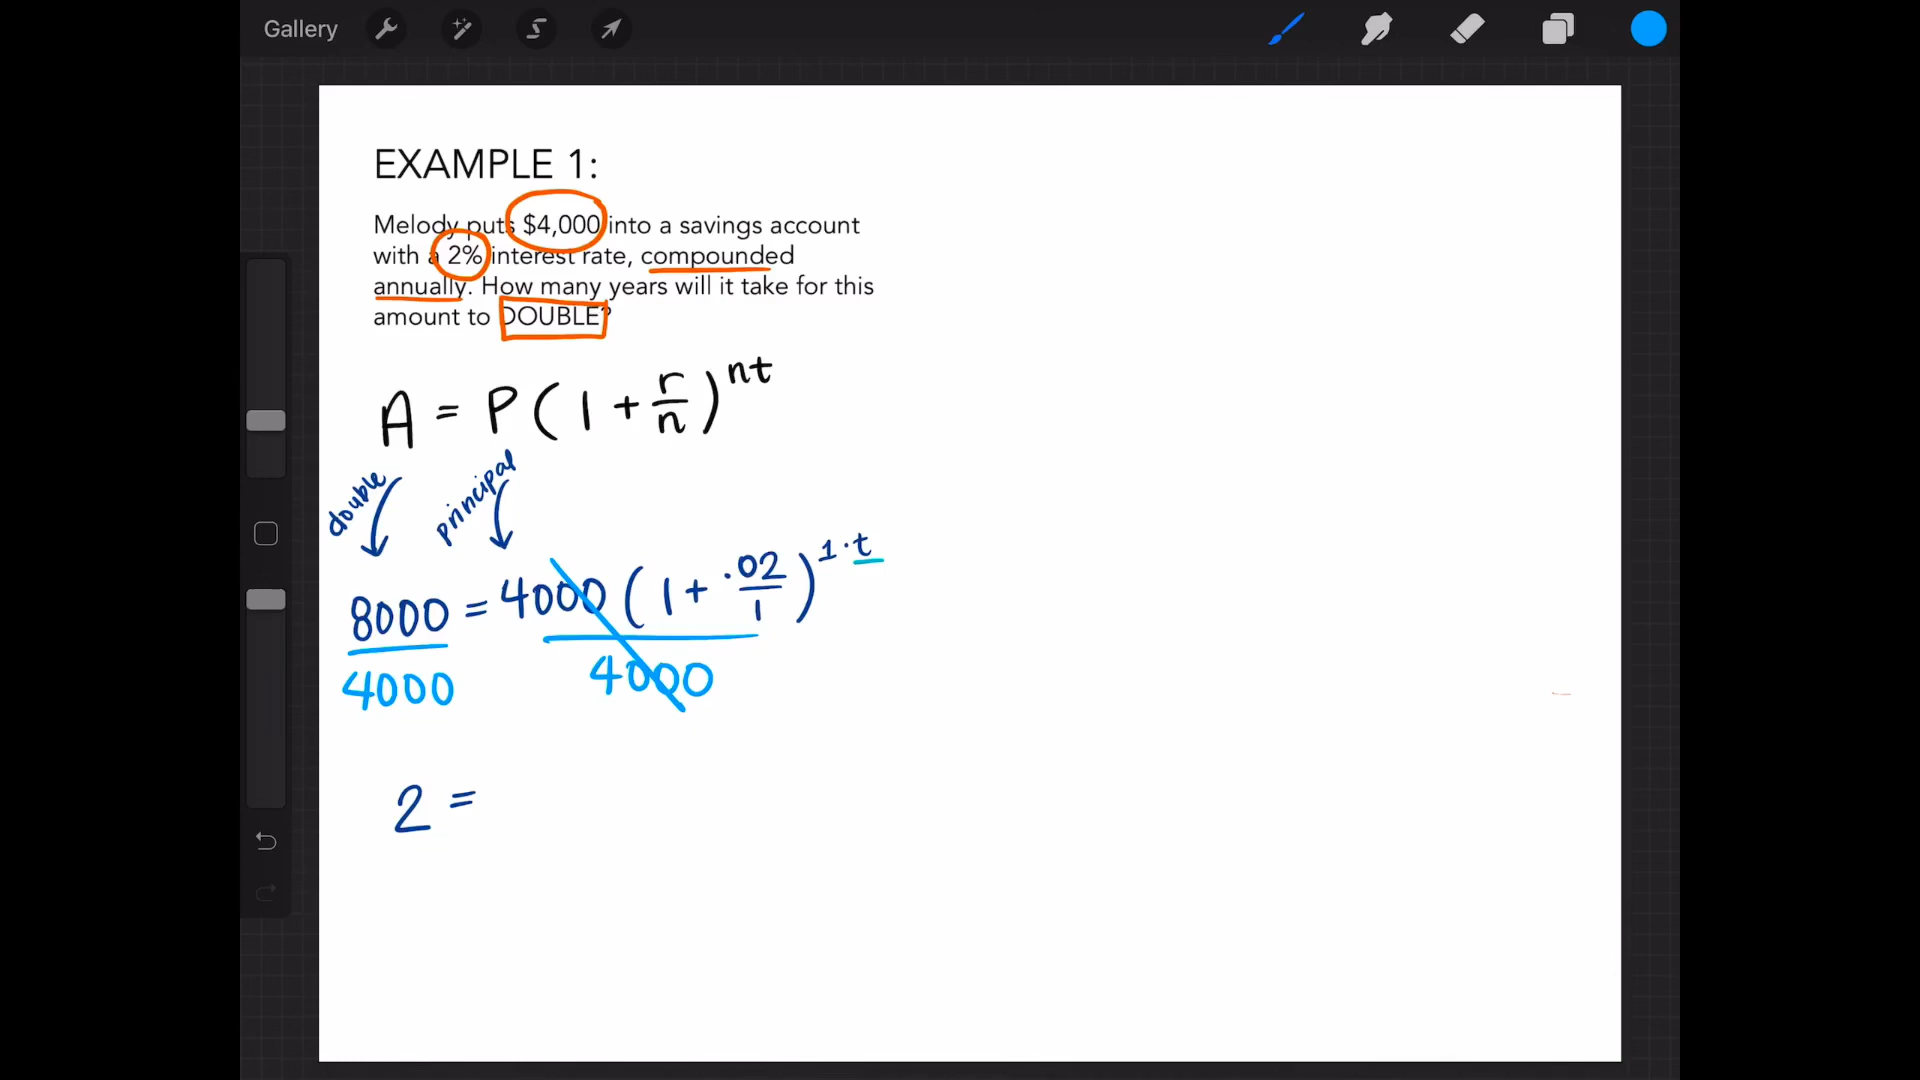 Gallery
EXAMPLE 1:
Melody puts $4,000 into a savings account
with a 2% interest rate, compounded
annually. How many years will it take for this
amount to DOUBLE?
A = P(1 + r/n)^nt
double principal
8000 = 4000(1 + .02/1)^1·t
4000 4000
2 =